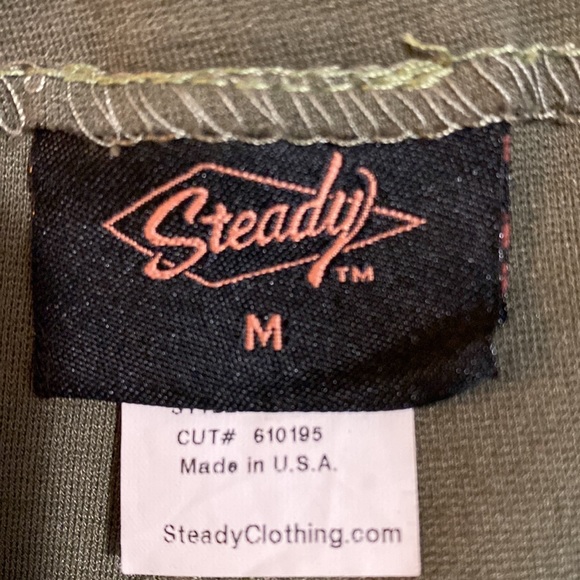 Steady
TM
M
CUT# 610195
Made in U.S.A.
SteadyClothing.com